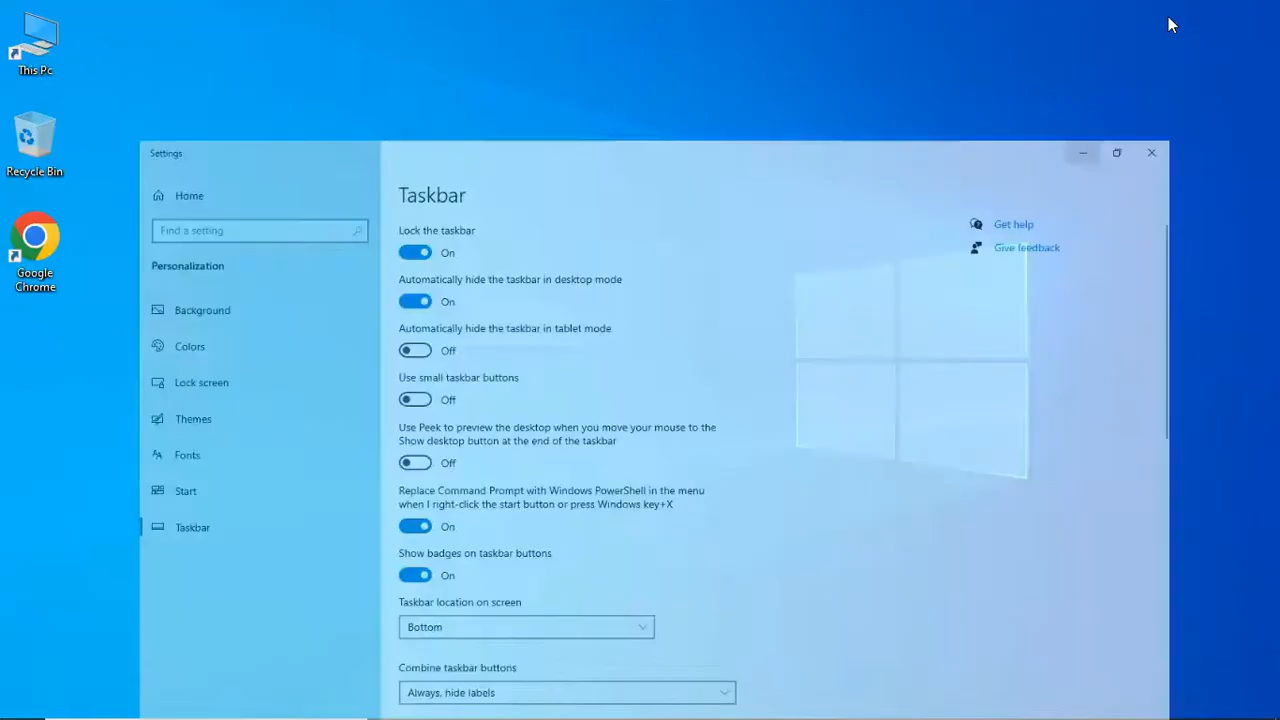 This Pc
Recycle Bin
Google
Chrome
Settings
Home
Find a setting
Personalization
Background
Colors
Lock screen
Themes
Fonts
Start
Taskbar
Taskbar
Lock the taskbar
On
Automatically hide the taskbar in desktop mode
On
Automatically hide the taskbar in tablet mode
Off
Use small taskbar buttons
Off
Use Peek to preview the desktop when you move your mouse to the
Show desktop button at the end of the taskbar
Off
Replace Command Prompt with Windows PowerShell in the menu
when I right-click the start button or press Windows key+X
On
Show badges on taskbar buttons
On
Taskbar location on screen
Bottom
Combine taskbar buttons
Always, hide labels
Get help
Give feedback